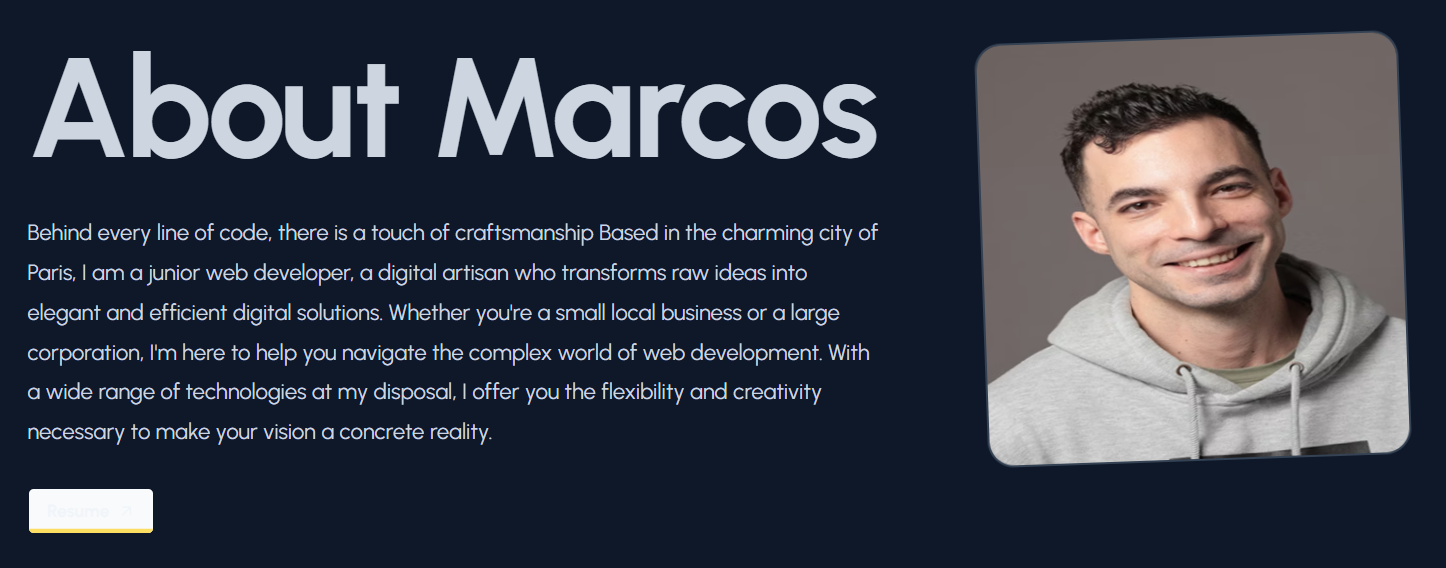 About Marcos
Behind every line of code, there is a touch of craftsmanship Based in the charming city of
Paris, I am a junior web developer, a digital artisan who transforms raw ideas into
elegant and efficient digital solutions. Whether you're a small local business or a large
corporation, I'm here to help you navigate the complex world of web development. With
a wide range of technologies at my disposal, I offer you the flexibility and creativity
necessary to make your vision a concrete reality.
Resume